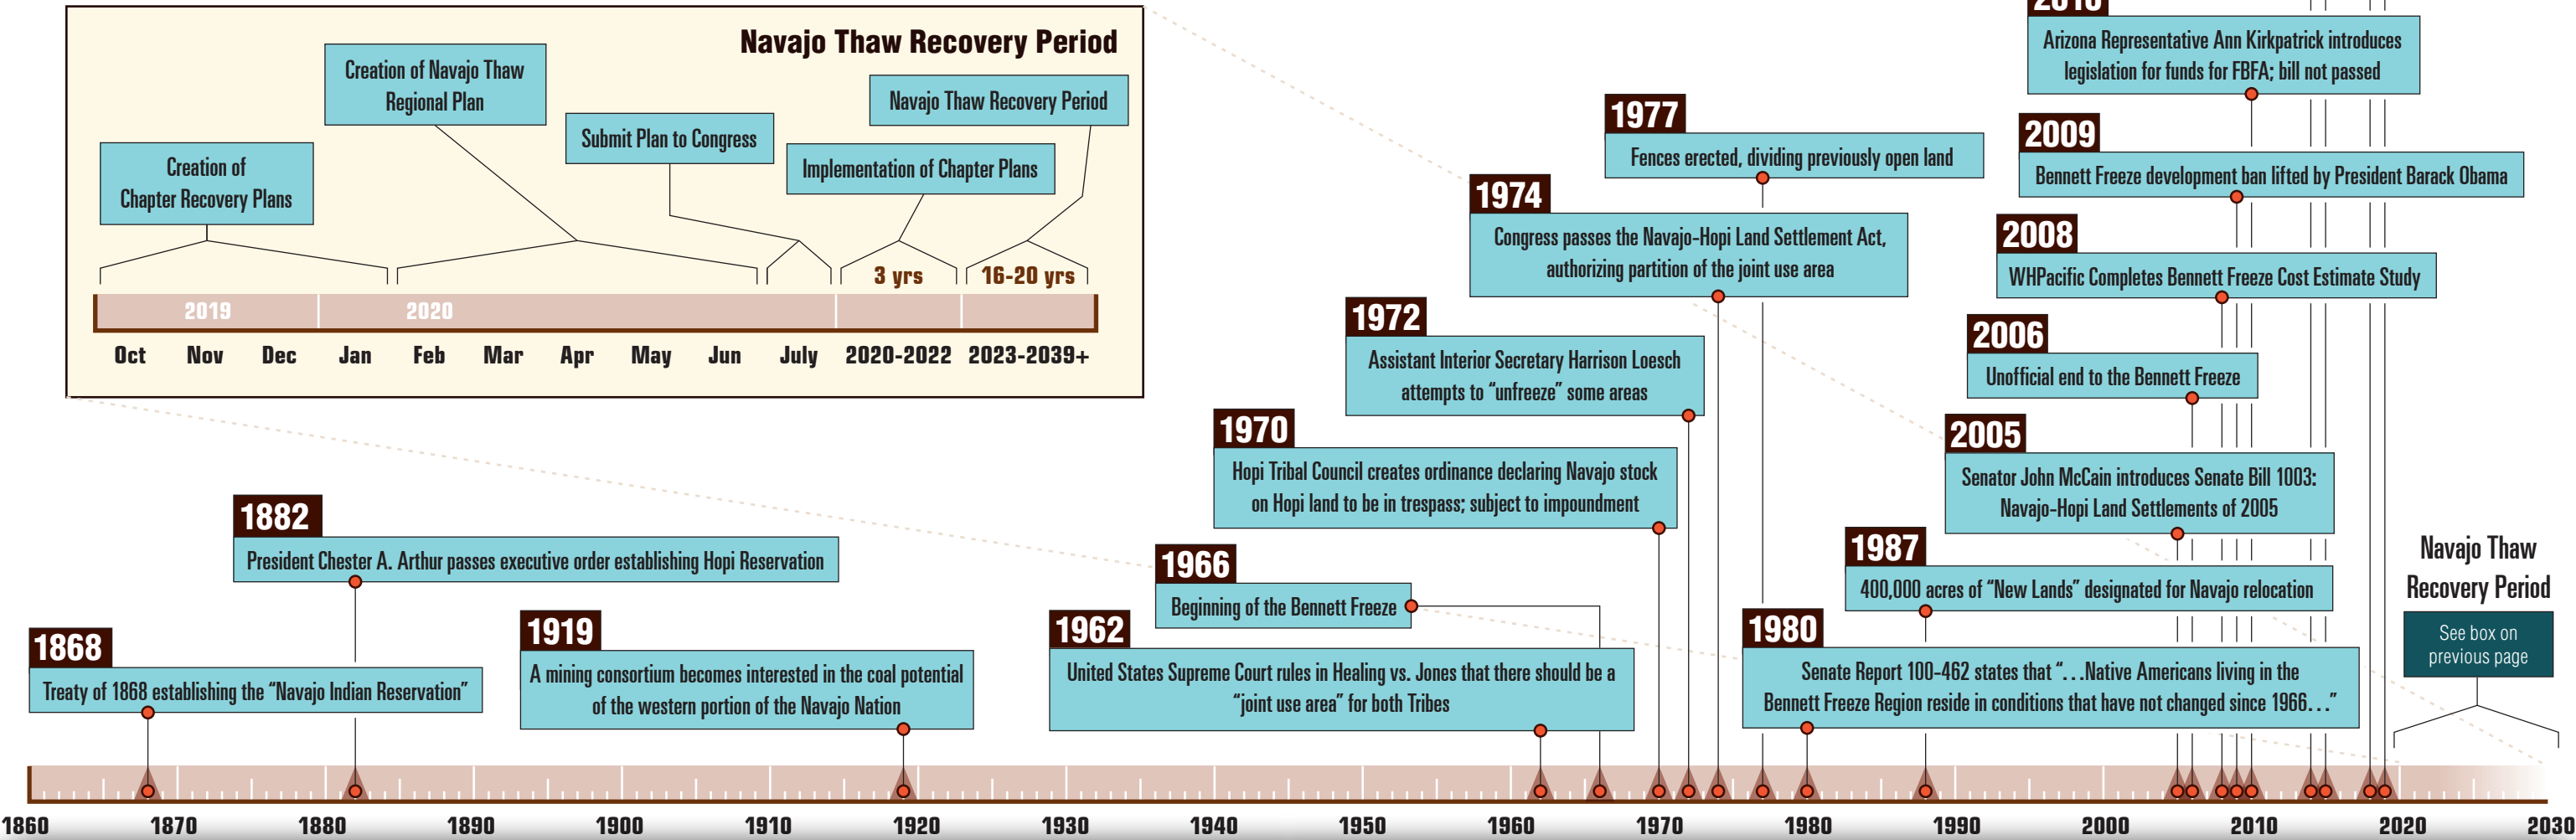 Navajo Thaw Recovery Period
Creation of
Chapter Recovery Plans
Creation of Navajo Thaw
Regional Plan
Submit Plan to Congress
Implementation of Chapter Plans
Navajo Thaw Recovery Period
3 yrs
16-20 yrs
2019
2020
Oct Nov Dec Jan Feb Mar Apr May Jun July 2020-2022 2023-2039+
1868
Treaty of 1868 establishing the “Navajo Indian Reservation”
1882
President Chester A. Arthur passes executive order establishing Hopi Reservation
1919
A mining consortium becomes interested in the coal potential
of the western portion of the Navajo Nation
1962
United States Supreme Court rules in Healing vs. Jones that there should be a
“joint use area” for both Tribes
1966
Beginning of the Bennett Freeze
1970
Hopi Tribal Council creates ordinance declaring Navajo stock
on Hopi land to be in trespass; subject to impoundment
1972
Assistant Interior Secretary Harrison Loesch
attempts to “unfreeze” some areas
1974
Congress passes the Navajo-Hopi Land Settlement Act,
authorizing partition of the joint use area
1977
Fences erected, dividing previously open land
1980
Senate Report 100-462 states that “...Native Americans living in the
Bennett Freeze Region reside in conditions that have not changed since 1966...”
1987
400,000 acres of “New Lands” designated for Navajo relocation
2005
Senator John McCain introduces Senate Bill 1003:
Navajo-Hopi Land Settlements of 2005
2006
Unofficial end to the Bennett Freeze
2008
WHPacific Completes Bennett Freeze Cost Estimate Study
2009
Bennett Freeze development ban lifted by President Barack Obama
2010
Arizona Representative Ann Kirkpatrick introduces
legislation for funds for FBFA; bill not passed
Navajo Thaw
Recovery Period
See box on
previous page
1860 1870 1880 1890 1900 1910 1920 1930 1940 1950 1960 1970 1980 1990 2000 2010 2020 2030